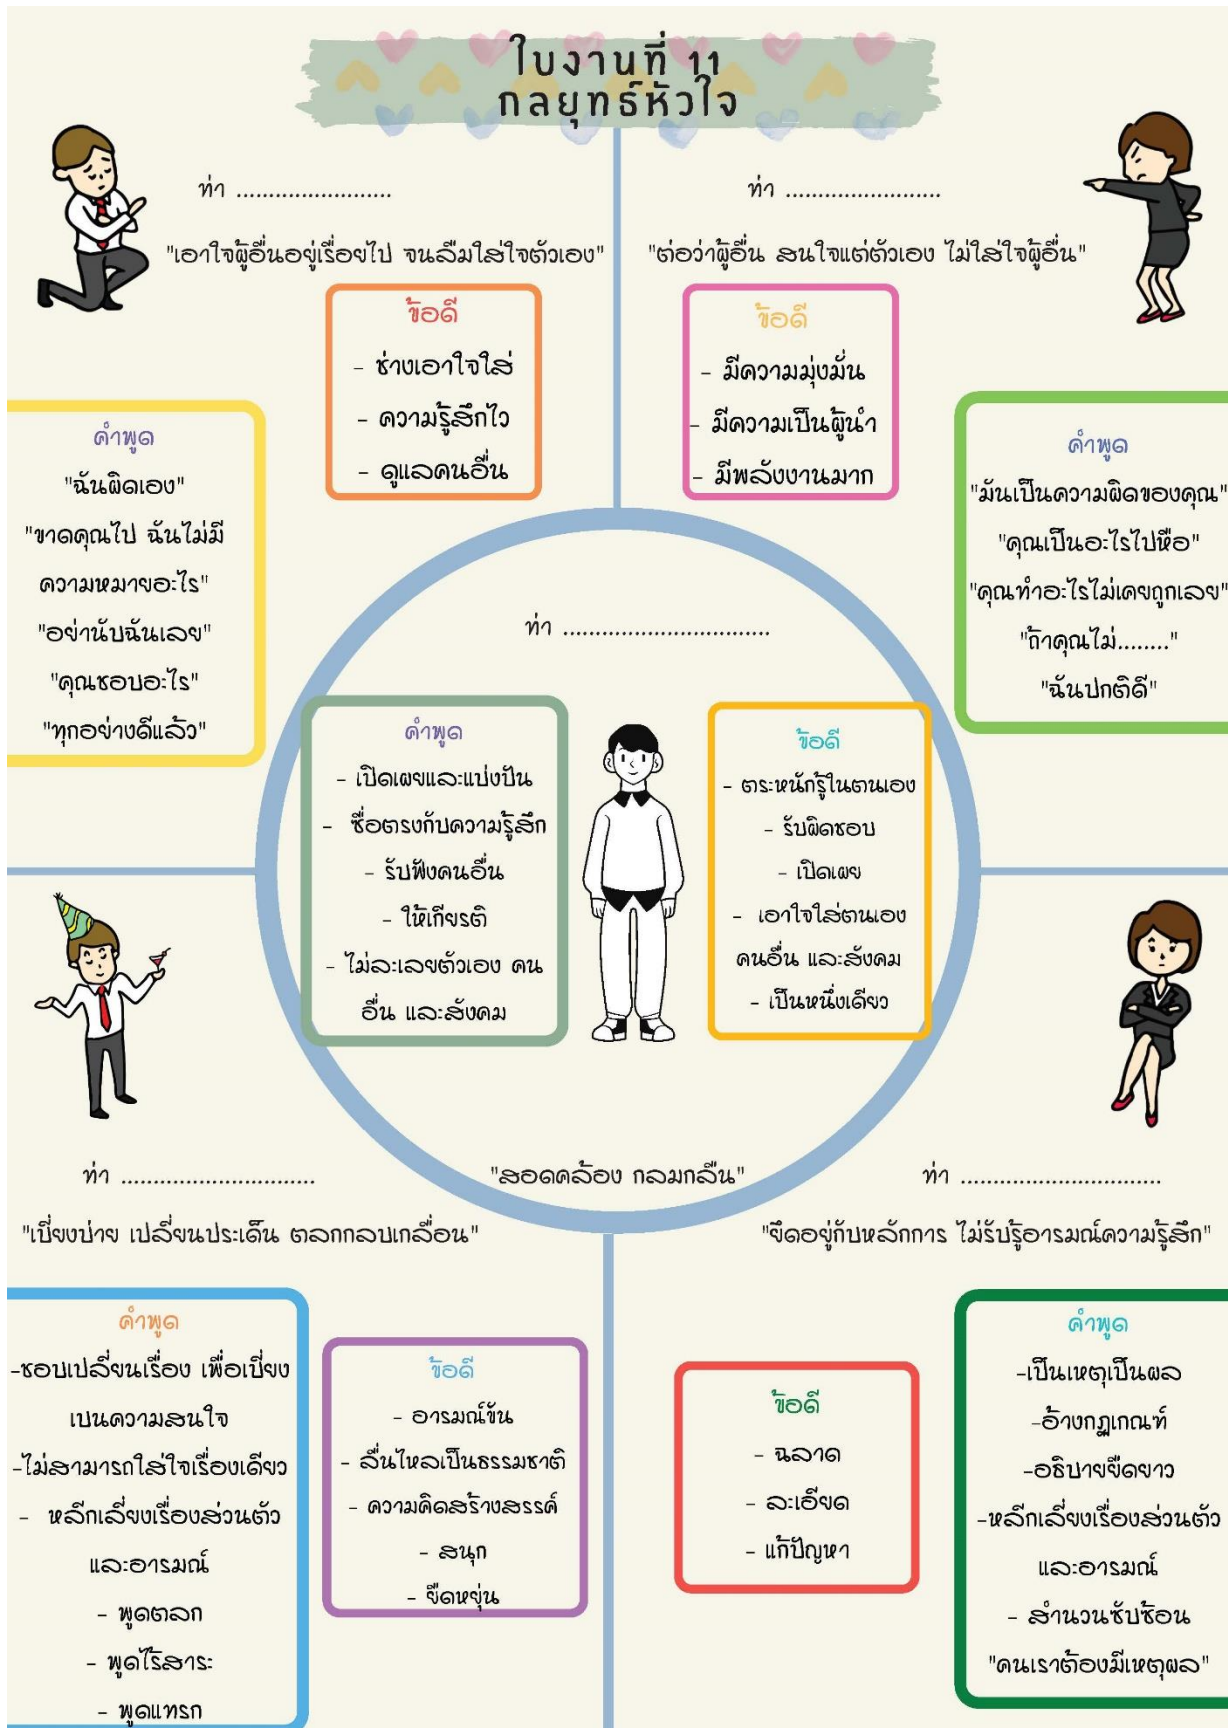 ใบงานที่ 11
กลยุทธ์หัวใจ
ท่า ........................
"เอาใจผู้อื่นอยู่เรื่อยไป จนลืมใส่ใจตัวเอง"
ข้อดี
- ช่างเอาใจใส่
- ความรู้สึกไว
- ดูแลคนอื่น
คำพูด
"ฉันผิดเอง"
"ขาดคุณไป ฉันไม่มี
ความหมายอะไร"
"อย่านับฉันเลย"
"คุณชอบอะไร"
"ทุกอย่างดีแล้ว"
ท่า ........................
"ต่อว่าผู้อื่น สนใจแต่ตัวเอง ไม่ใส่ใจผู้อื่น"
ข้อดี
- มีความมุ่งมั่น
- มีความเป็นผู้นำ
- มีพลังงานมาก
คำพูด
"มันเป็นความผิดของคุณ"
"คุณเป็นอะไรไปหือ"
"คุณทำอะไรไม่เคยถูกเลย"
"ถ้าคุณไม่........"
"ฉันปกติดี"
ท่า ................................
คำพูด
- เปิดเผยและแบ่งปัน
- ซื่อตรงกับความรู้สึก
- รับฟังคนอื่น
- ให้เกียรติ
- ไม่ละเลยตัวเอง คน
อื่น และสังคม
ข้อดี
- ตระหนักรู้ในตนเอง
- รับผิดชอบ
- เปิดเผย
- เอาใจใส่ตนเอง
คนอื่น และสังคม
- เป็นหนึ่งเดียว
"สอดคล้อง กลมกลืน"
ท่า ..............................
"เบี่ยงบ่าย เปลี่ยนประเด็น ตลกกลบเกลื่อน"
คำพูด
-ชอบเปลี่ยนเรื่อง เพื่อเบี่ยง
เบนความสนใจ
-ไม่สามารถใส่ใจเรื่องเดียว
- หลีกเลี่ยงเรื่องส่วนตัว
และอารมณ์
- พูดตลก
- พูดไร้สาระ
- พูดแทรก
ข้อดี
- อารมณ์ขัน
- ลื่นไหลเป็นธรรมชาติ
- ความคิดสร้างสรรค์
- สนุก
- ยืดหยุ่น
ท่า ...............................
"ยึดอยู่กับหลักการ ไม่รับรู้อารมณ์ความรู้สึก"
ข้อดี
- ฉลาด
- ละเอียด
- แก้ปัญหา
คำพูด
-เป็นเหตุเป็นผล
-อ้างกฎเกณฑ์
-อธิบายยืดยาว
-หลีกเลี่ยงเรื่องส่วนตัว
และอารมณ์
- สำนวนซับซ้อน
"คนเราต้องมีเหตุผล"